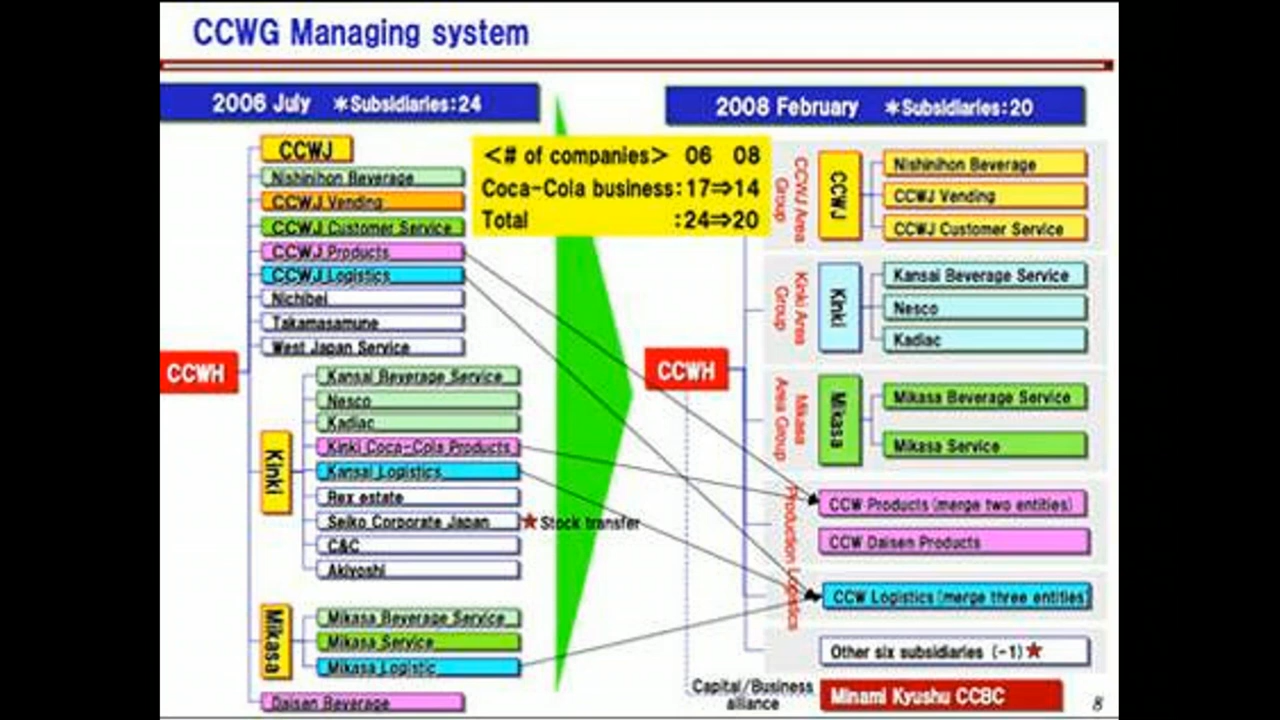 CCWG Managing system
2006 July ＊Subsidiaries:24
2008 February ＊Subsidiaries:20
<# of companies> 06 08
Coca-Cola business:17⇒14
Total :24⇒20
CCWH
CCWJ
Nishinihon Beverage
CCWJ Vending
CCWJ Customer Service
CCWJ Products
CCWJ Logistics
Nichibei
Takamasamune
West Japan Service
Kinki
Kansai Beverage Service
Nesco
Kadiac
Kinki Coca-Cola Products
Kansai Logistics
Rex estate
Seiko Corporate Japan
★Stock transfer
C&C
Akiyoshi
Mikasa
Mikasa Beverage Service
Mikasa Service
Mikasa Logistic
Daisen Beverage
CCWH
CCWJ Area
Group
CCWJ
Nishinihon Beverage
CCWJ Vending
CCWJ Customer Service
Kinki Area
Group
Kinki
Kansai Beverage Service
Nesco
Kadiac
Mikasa
Area Group
Mikasa
Mikasa Beverage Service
Mikasa Service
Production
CCW Products (merge two entities)
CCW Daisen Products
Logistics
CCW Logistics (merge three entities)
Other six subsidiaries (-1)★
Capital/Business
alliance
Minami Kyushu CCBC
8